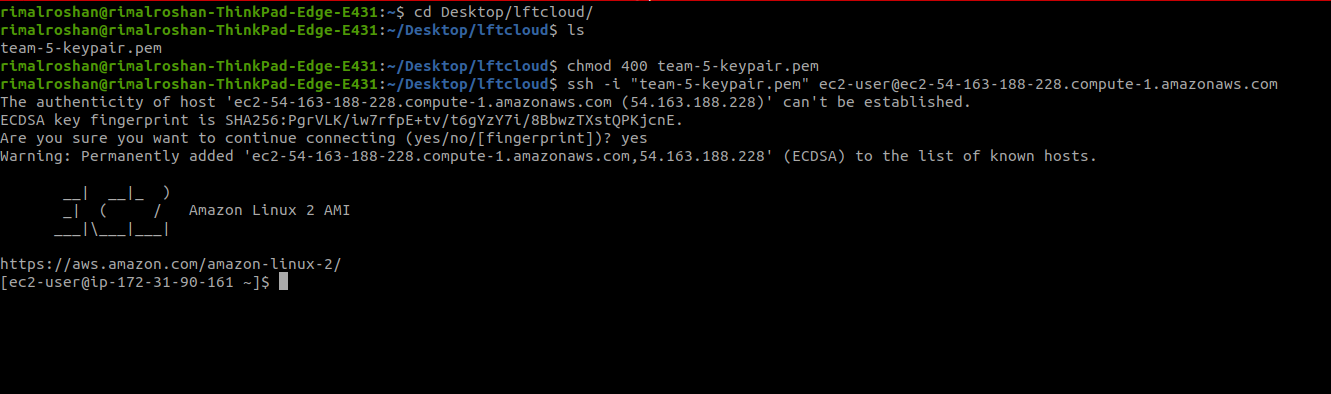 rimalroshan@rimalroshan-ThinkPad-Edge-E431:~$ cd Desktop/lftcloud/
rimalroshan@rimalroshan-ThinkPad-Edge-E431:~/Desktop/lftcloud$ ls
team-5-keypair.pem
rimalroshan@rimalroshan-ThinkPad-Edge-E431:~/Desktop/lftcloud$ chmod 400 team-5-keypair.pem
rimalroshan@rimalroshan-ThinkPad-Edge-E431:~/Desktop/lftcloud$ ssh -i "team-5-keypair.pem" ec2-user@ec2-54-163-188-228.compute-1.amazonaws.com
The authenticity of host 'ec2-54-163-188-228.compute-1.amazonaws.com (54.163.188.228)' can't be established.
ECDSA key fingerprint is SHA256:PgrVLK/iw7rfpE+tv/t6gYzY7i/8BbwzTXstQPKjcnE.
Are you sure you want to continue connecting (yes/no/[fingerprint])? yes
Warning: Permanently added 'ec2-54-163-188-228.compute-1.amazonaws.com,54.163.188.228' (ECDSA) to the list of known hosts.

       __|  __|_  )
       _|  (     /   Amazon Linux 2 AMI
      ___|\___|___|

https://aws.amazon.com/amazon-linux-2/
[ec2-user@ip-172-31-90-161 ~]$